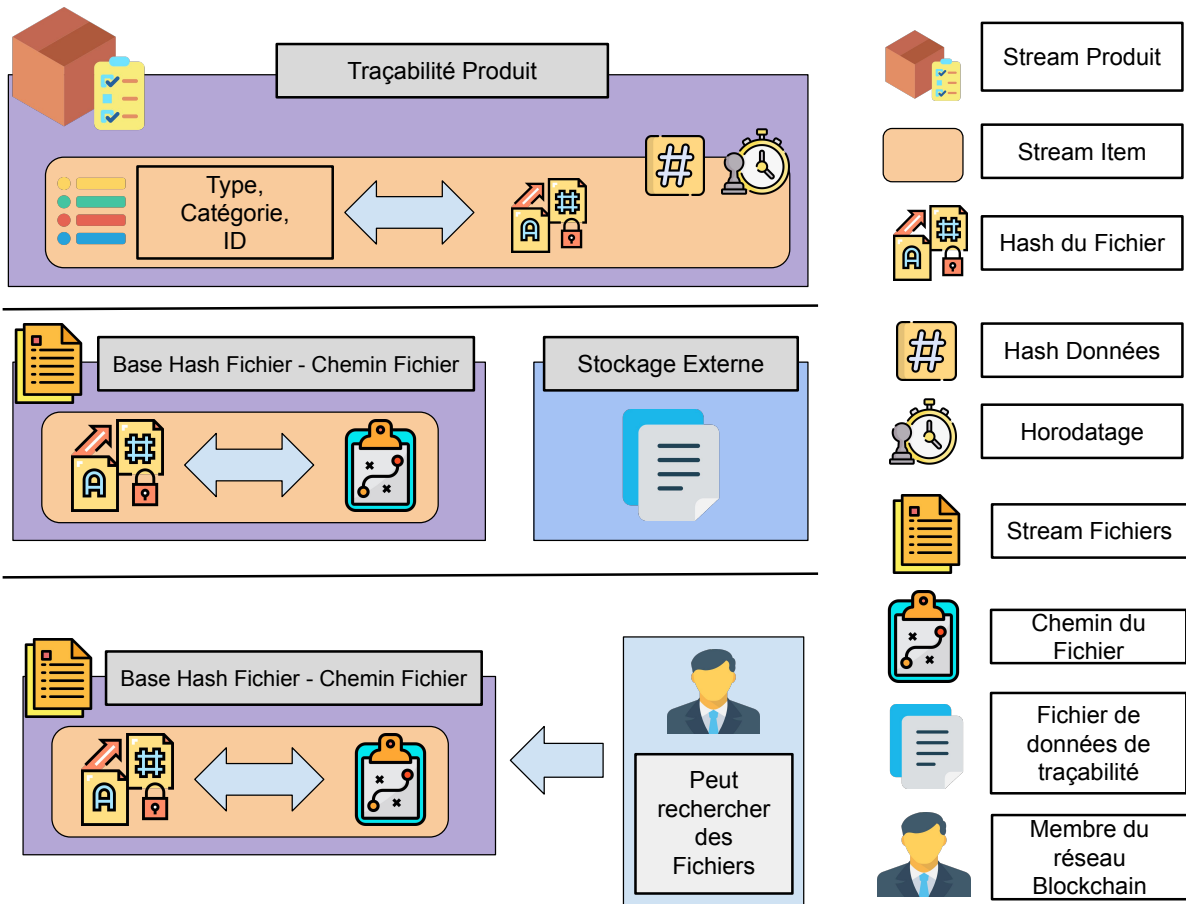 Traçabilité Produit
Type,
Catégorie,
ID
Base Hash Fichier - Chemin Fichier
Stockage Externe
Base Hash Fichier - Chemin Fichier
Peut
rechercher
des
Fichiers
Stream Produit
Stream Item
Hash du Fichier
Hash Données
Horodatage
Stream Fichiers
Chemin du
Fichier
Fichier de
données de
traçabilité
Membre du
réseau
Blockchain